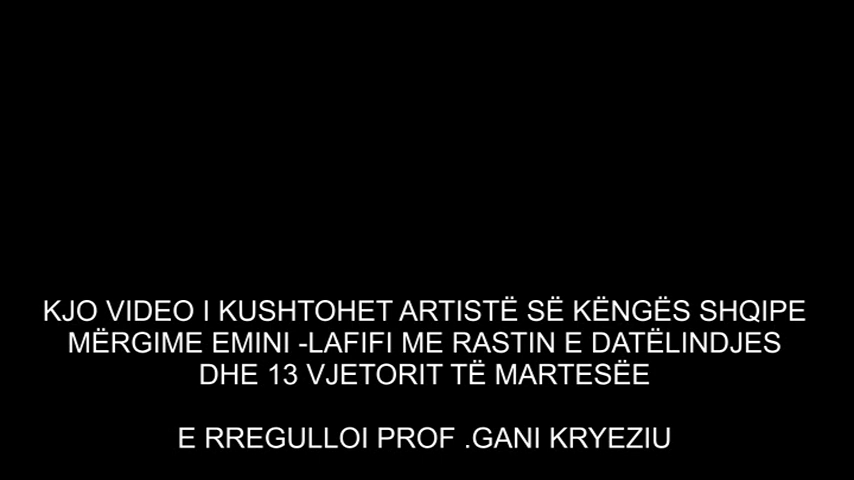 KJO VIDEO I KUSHTOHET ARTISTË SË KËNGËS SHQIPE
MËRGIME EMINI -LAFIFI ME RASTIN E DATËLINDJES
DHE 13 VJETORIT TË MARTESËE
E RREGULLOI PROF .GANI KRYEZIU